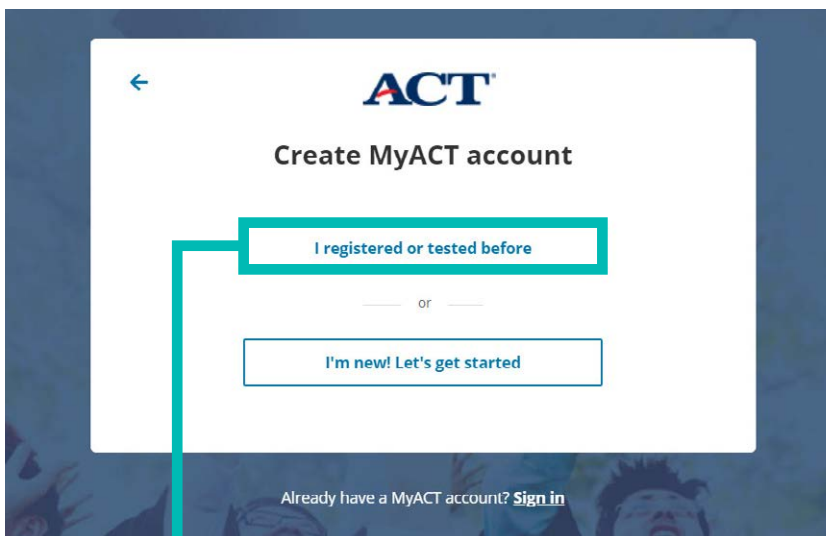 ACT
Create MyACT account
I registered or tested before
or
I'm new! Let's get started
Already have a MyACT account? Sign in